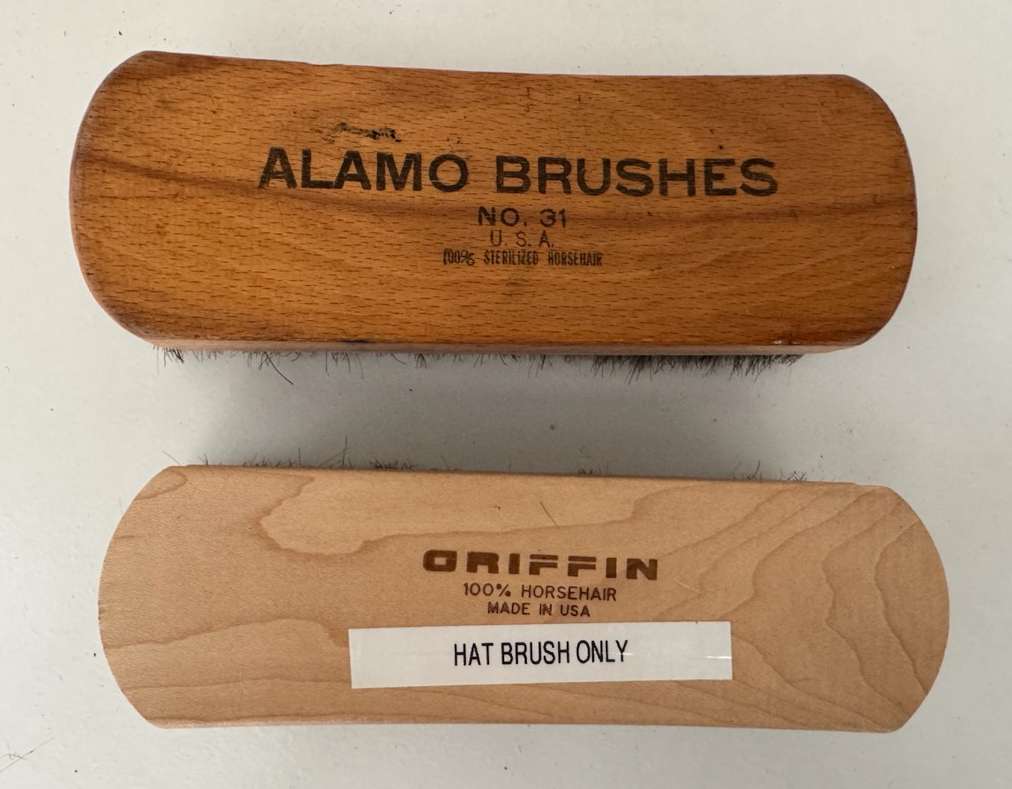 ALAMO BRUSHES
NO. 31
U. S. A.
100% STERILIZED HORSEHAIR
GRIFFIN
100% HORSEHAIR
MADE IN USA
HAT BRUSH ONLY